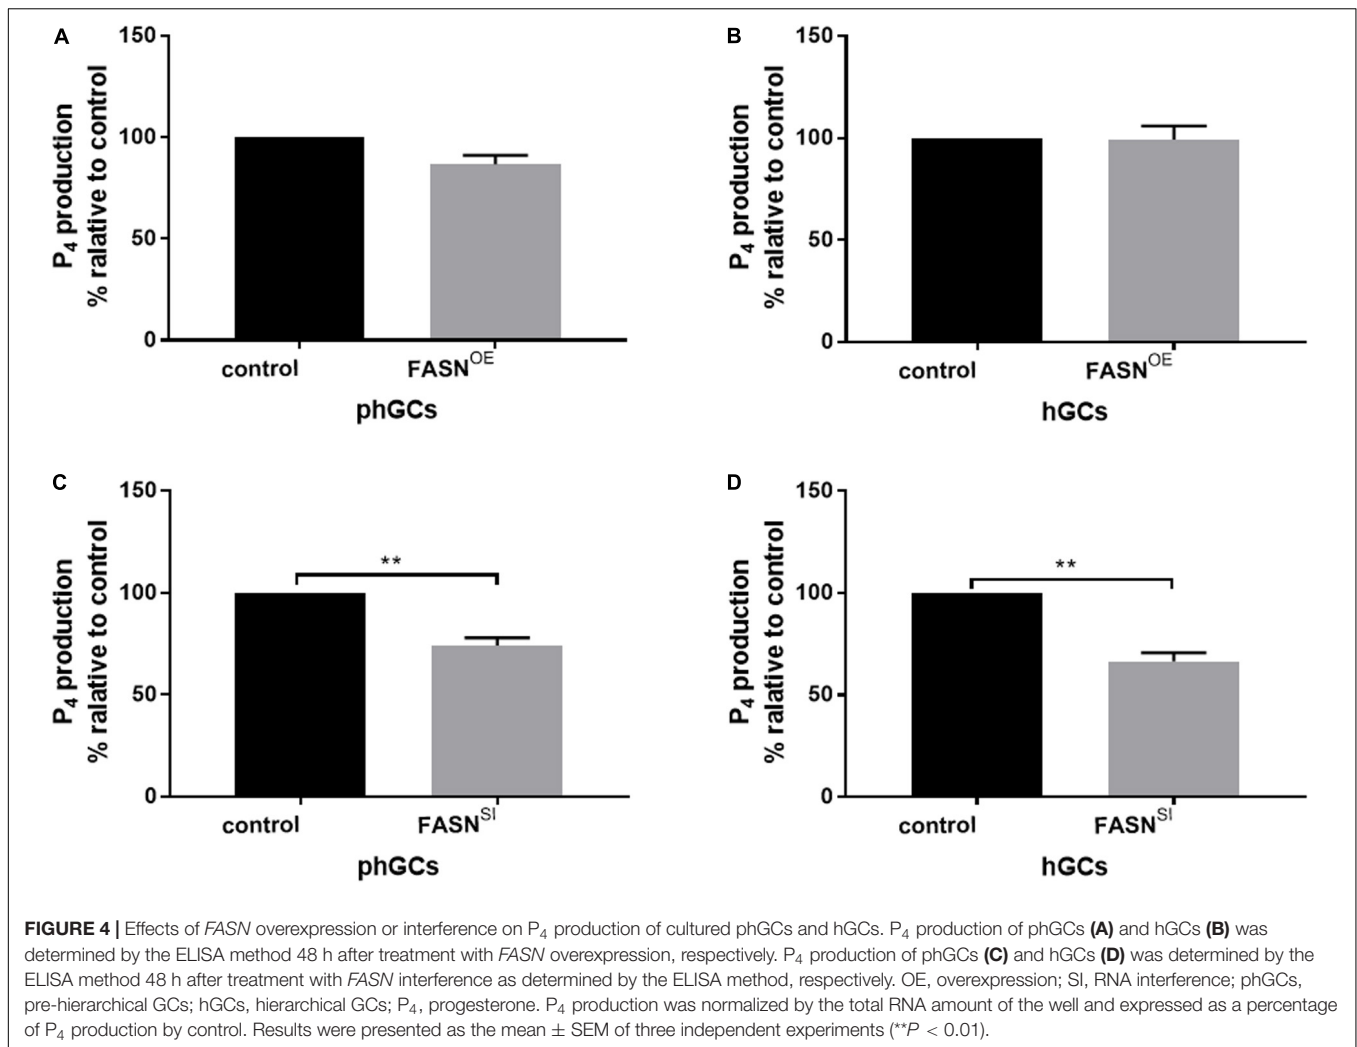 A
150
100
50
0
P4 production
% ralative to control
control
FASN^OE
phGCs
B
150
100
50
0
P4 production
% ralative to control
control
FASN^OE
hGCs
C
150
100
50
0
P4 production
% ralative to control
**
control
FASN^SI
phGCs
D
150
100
50
0
P4 production
% ralative to control
**
control
FASN^SI
hGCs
FIGURE 4 | Effects of FASN overexpression or interference on P4 production of cultured phGCs and hGCs. P4 production of phGCs (A) and hGCs (B) was
determined by the ELISA method 48 h after treatment with FASN overexpression, respectively. P4 production of phGCs (C) and hGCs (D) was determined by the
ELISA method 48 h after treatment with FASN interference as determined by the ELISA method, respectively. OE, overexpression; SI, RNA interference; phGCs,
pre-hierarchical GCs; hGCs, hierarchical GCs; P4, progesterone. P4 production was normalized by the total RNA amount of the well and expressed as a percentage
of P4 production by control. Results were presented as the mean ± SEM of three independent experiments (**P < 0.01).